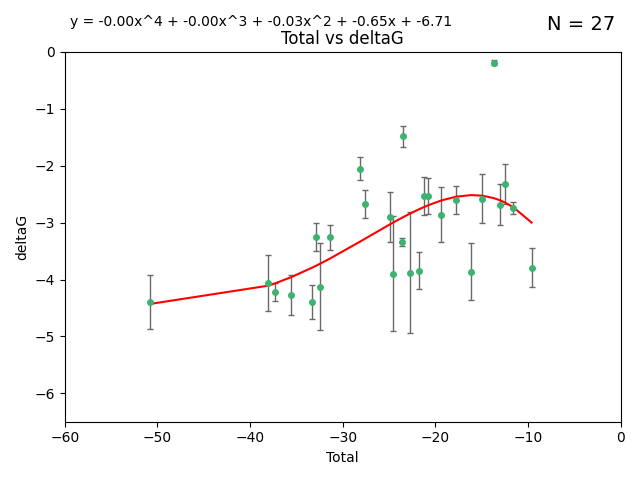 y = -0.00x^4 + -0.00x^3 + -0.03x^2 + -0.65x + -6.71
N = 27
Total vs deltaG
0
−1
−2
−3
−4
−5
−6
deltaG
−60 −50 −40 −30 −20 −10 0
Total